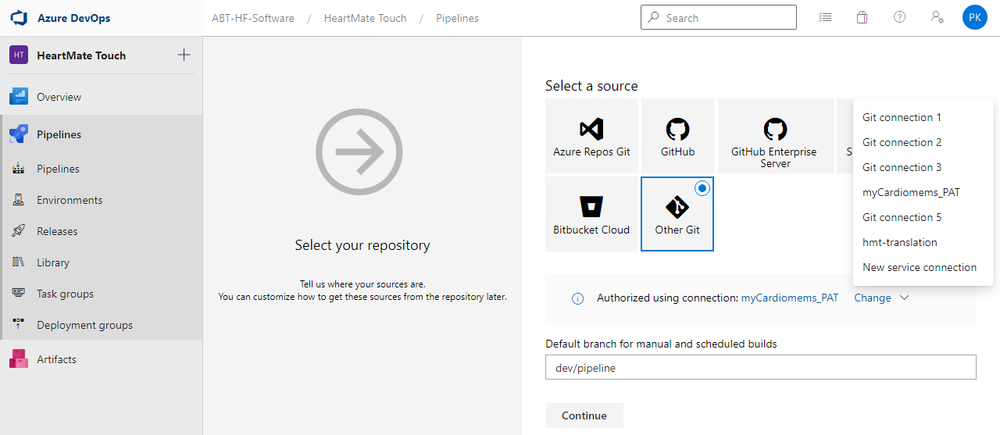 Azure DevOps
ABT-HF-Software / HeartMate Touch / Pipelines
Search
PK
HT HeartMate Touch
Overview
Pipelines
Pipelines
Environments
Releases
Library
Task groups
Deployment groups
Artifacts
Select your repository
Tell us where your sources are.
You can customize how to get these sources from the repository later.
Select a source
Azure Repos Git
GitHub
GitHub Enterprise
Server
S
Bitbucket Cloud
Other Git
Git connection 1
Git connection 2
Git connection 3
myCardiomems_PAT
Git connection 5
hmt-translation
New service connection
Authorized using connection: myCardiomems_PAT Change
Default branch for manual and scheduled builds
dev/pipeline
Continue